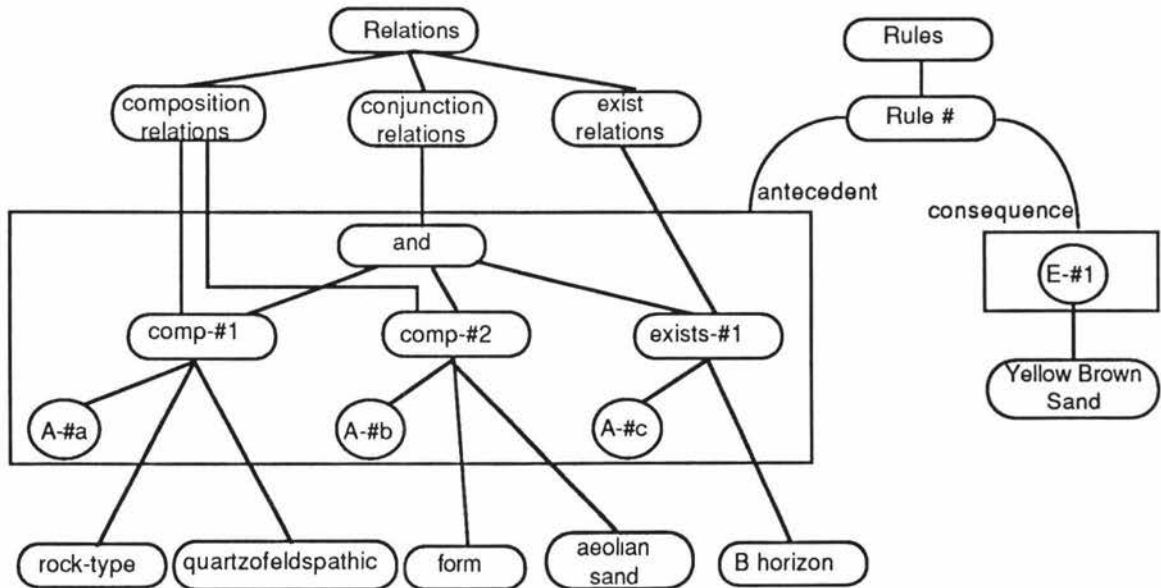 Relations
Rules
composition
relations
conjunction
relations
exist
relations
Rule #
antecedent
consequence
and
E-#1
comp-#1
comp-#2
exists-#1
Yellow Brown
Sand
A-#a
A-#b
A-#c
rock-type
quartzofeldspathic
form
aeolian
sand
B horizon